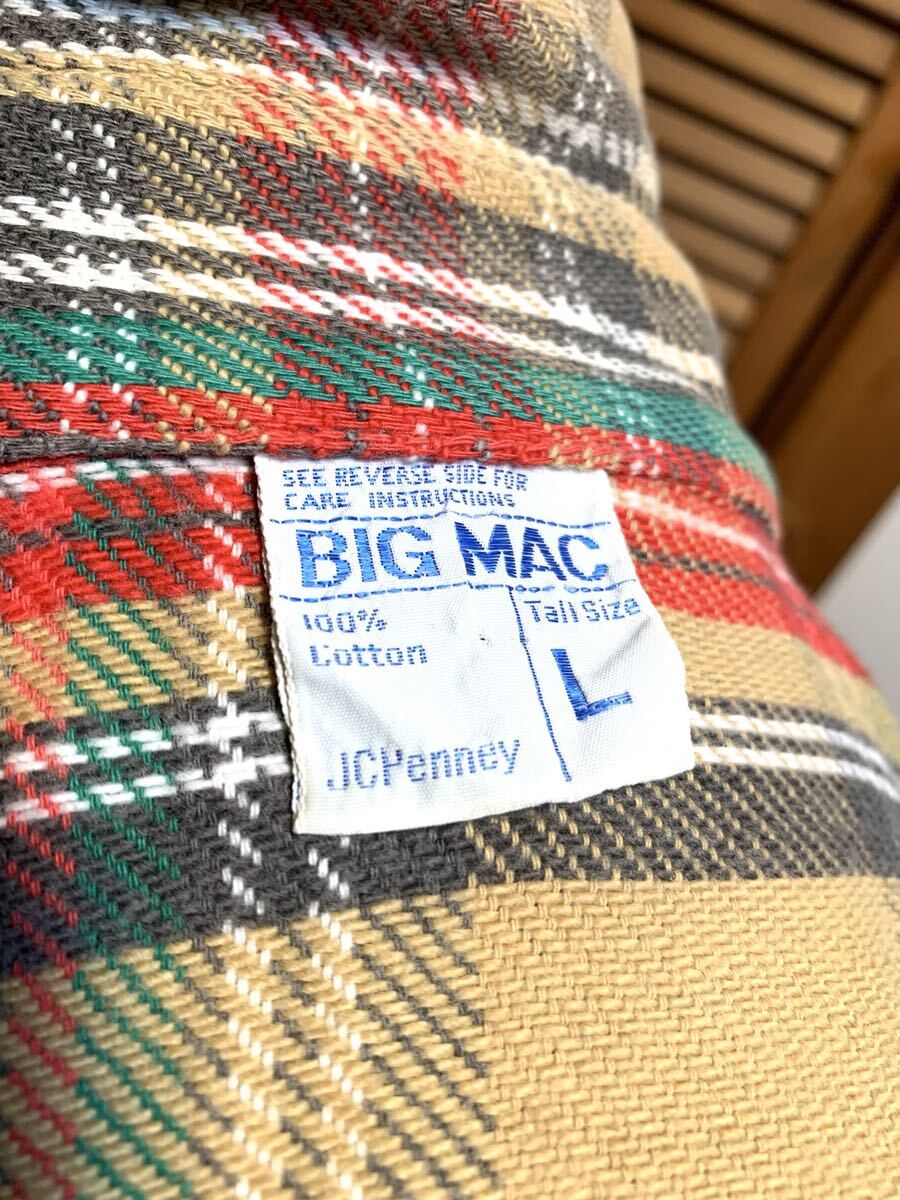 SEE REVERSE SIDE FOR
CARE INSTRUCTIONS
BIG MAC
100%
Cotton
Tall Size
L
JCPenney